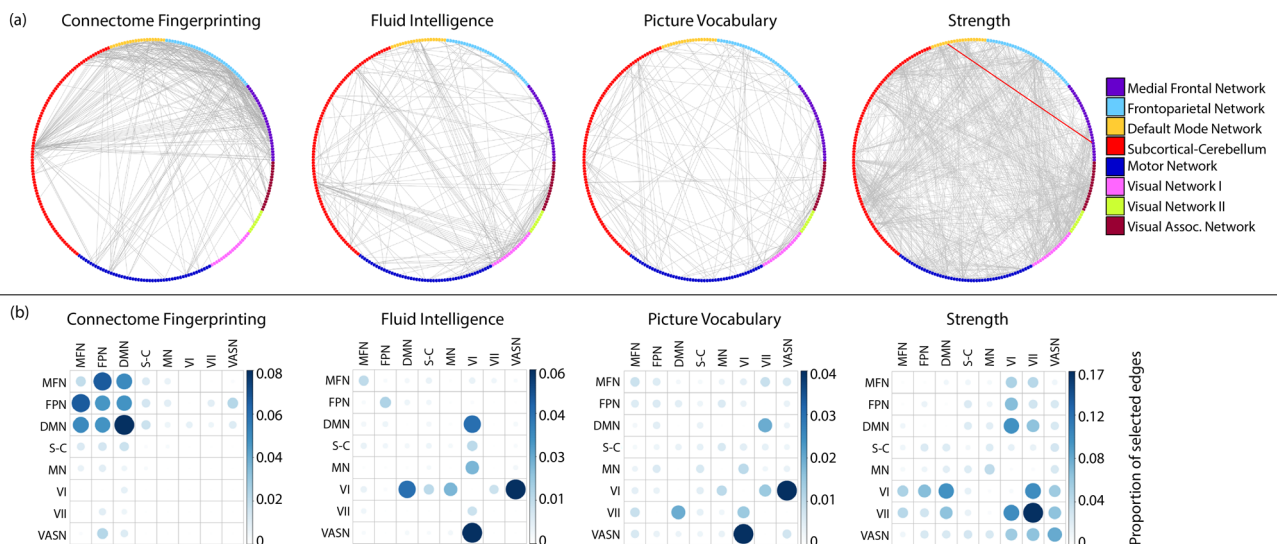 (a)
Connectome Fingerprinting
Fluid Intelligence
Picture Vocabulary
Strength
Medial Frontal Network
Frontoparietal Network
Default Mode Network
Subcortical-Cerebellum
Motor Network
Visual Network I
Visual Network II
Visual Assoc. Network
(b)
Connectome Fingerprinting
MFN FPN DMN S-C MN VI VII VASN
MFN
FPN
DMN
S-C
MN
VI
VII
VASN
0.08
0.06
0.04
0.02
0
Fluid Intelligence
MFN FPN DMN S-C MN VI VII VASN
MFN
FPN
DMN
S-C
MN
VI
VII
VASN
0.06
0.04
0.03
0.01
0
Picture Vocabulary
MFN FPN DMN S-C MN VI VII VASN
MFN
FPN
DMN
S-C
MN
VI
VII
VASN
0.04
0.03
0.02
0.01
0
Strength
MFN FPN DMN S-C MN VI VII VASN
MFN
FPN
DMN
S-C
MN
VI
VII
VASN
0.17
0.12
0.08
0.04
0
Proportion of selected edges